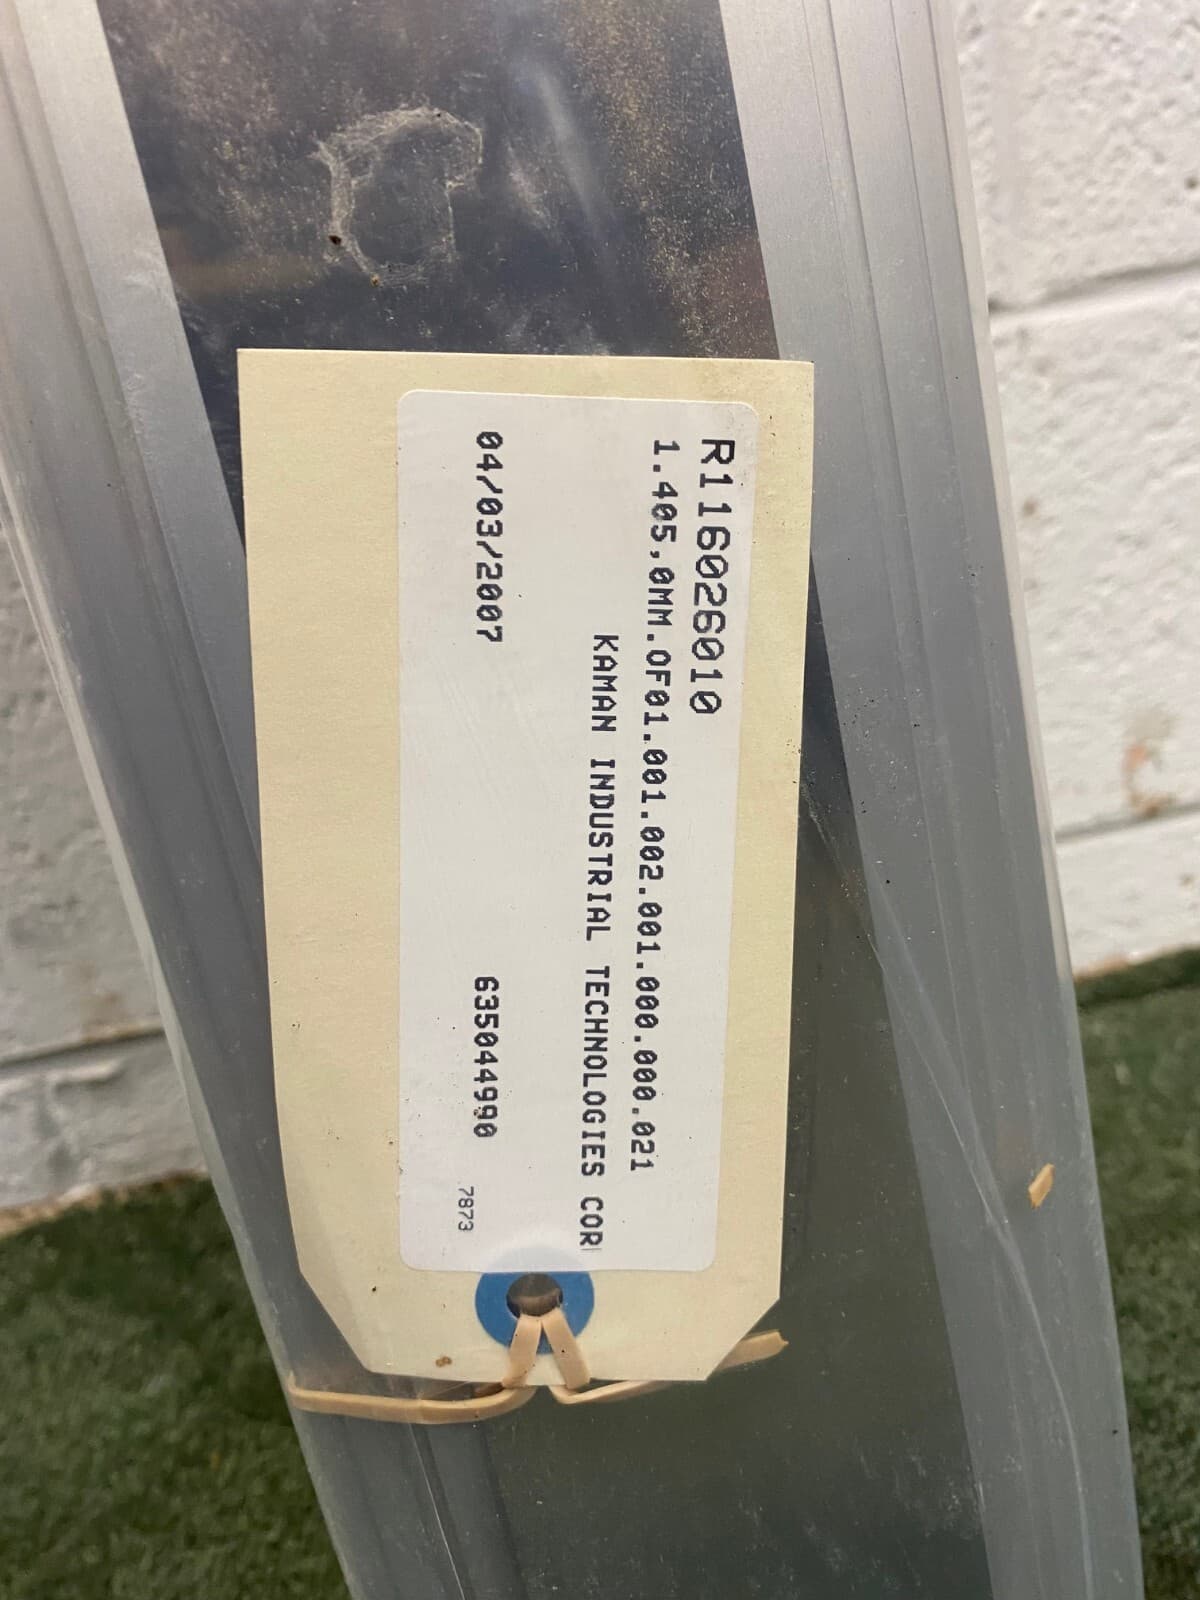 R116026010
1.405,0MM.OF01.001.002.001.000.000.021
KAMAN INDUSTRIAL TECHNOLOGIES COR
04/03/2007 635044990
7873